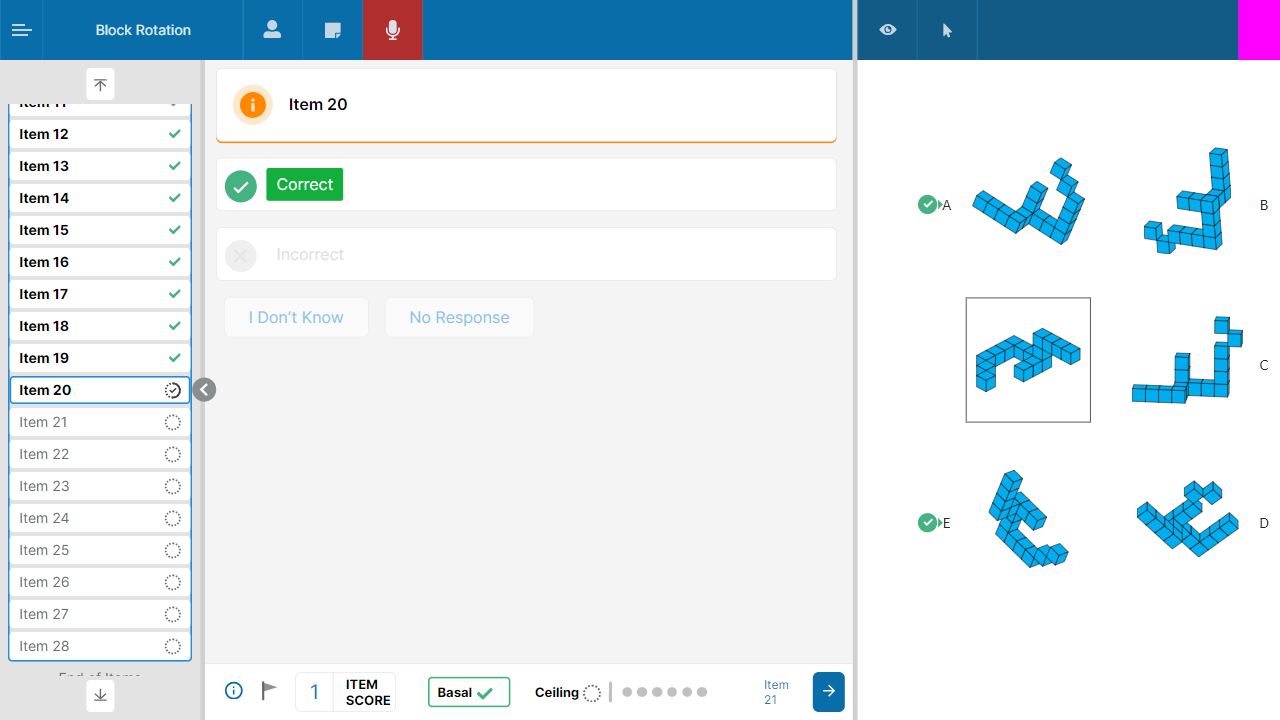 Block Rotation
Item 11
Item 12
Item 13
Item 14
Item 15
Item 16
Item 17
Item 18
Item 19
Item 20
Item 21
Item 22
Item 23
Item 24
Item 25
Item 26
Item 27
Item 28
End of Items
Item 20
Correct
Incorrect
I Don't Know
No Response
1
ITEM
SCORE
Basal
Ceiling
Item
21
A
B
C
E
D